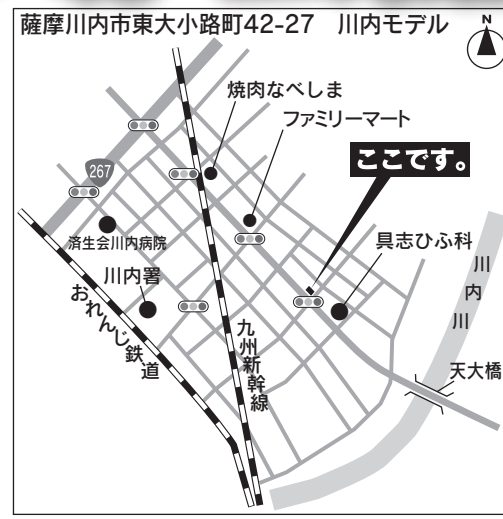 薩摩川内市東大小路町42-27 川内モデル
N
焼肉なべしま
ファミリーマート
ここです。
267
済生会川内病院
具志ひふ科
川内川
川内署
おれんじ鉄道
九州新幹線
天大橋